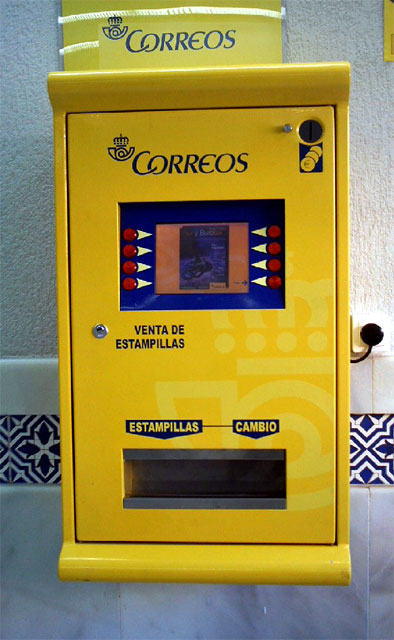 CORREOS
CORREOS
VENTA DE
ESTAMPILLAS
ESTAMPILLAS CAMBIO